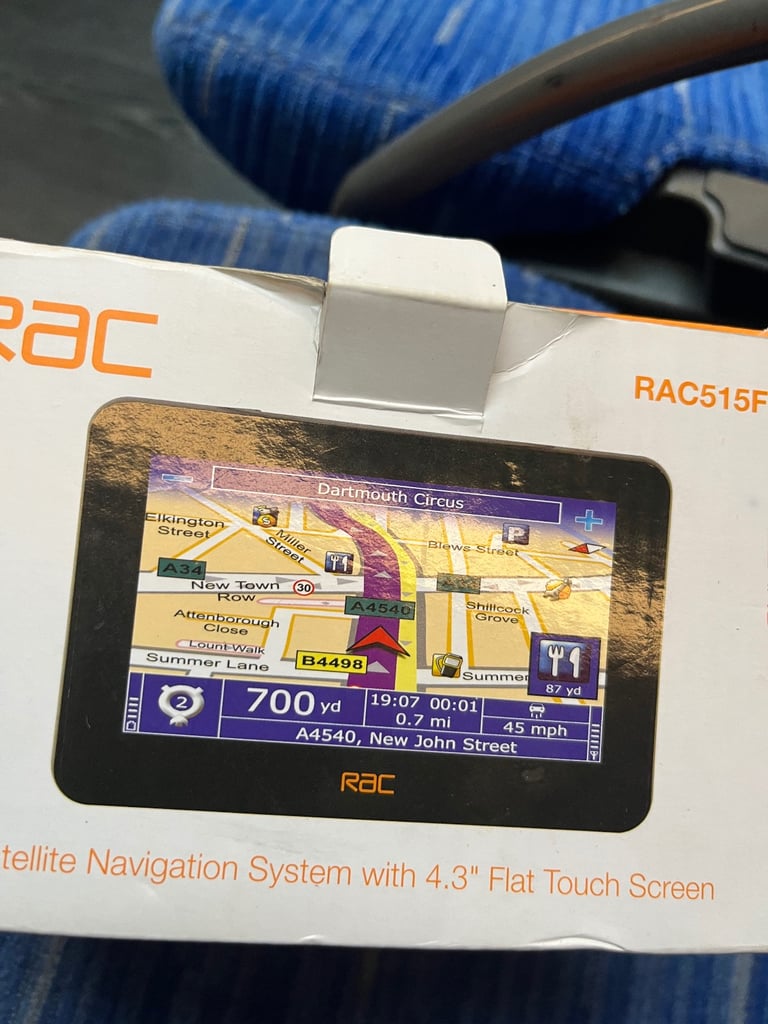 RAC
RAC515F
Dartmouth Circus
Elkington
Street
Miller
Street
P
Blews Street
A34
New Town
Row
30
A4540
Shillcock
Grove
Attenborough
Close
Lount Walk
Summer Lane
B4498
Summer
87 yd
2
700 yd
19:07 00:01
0.7 mi
45 mph
A4540, New John Street
RAC
tellite Navigation System with 4.3" Flat Touch Screen